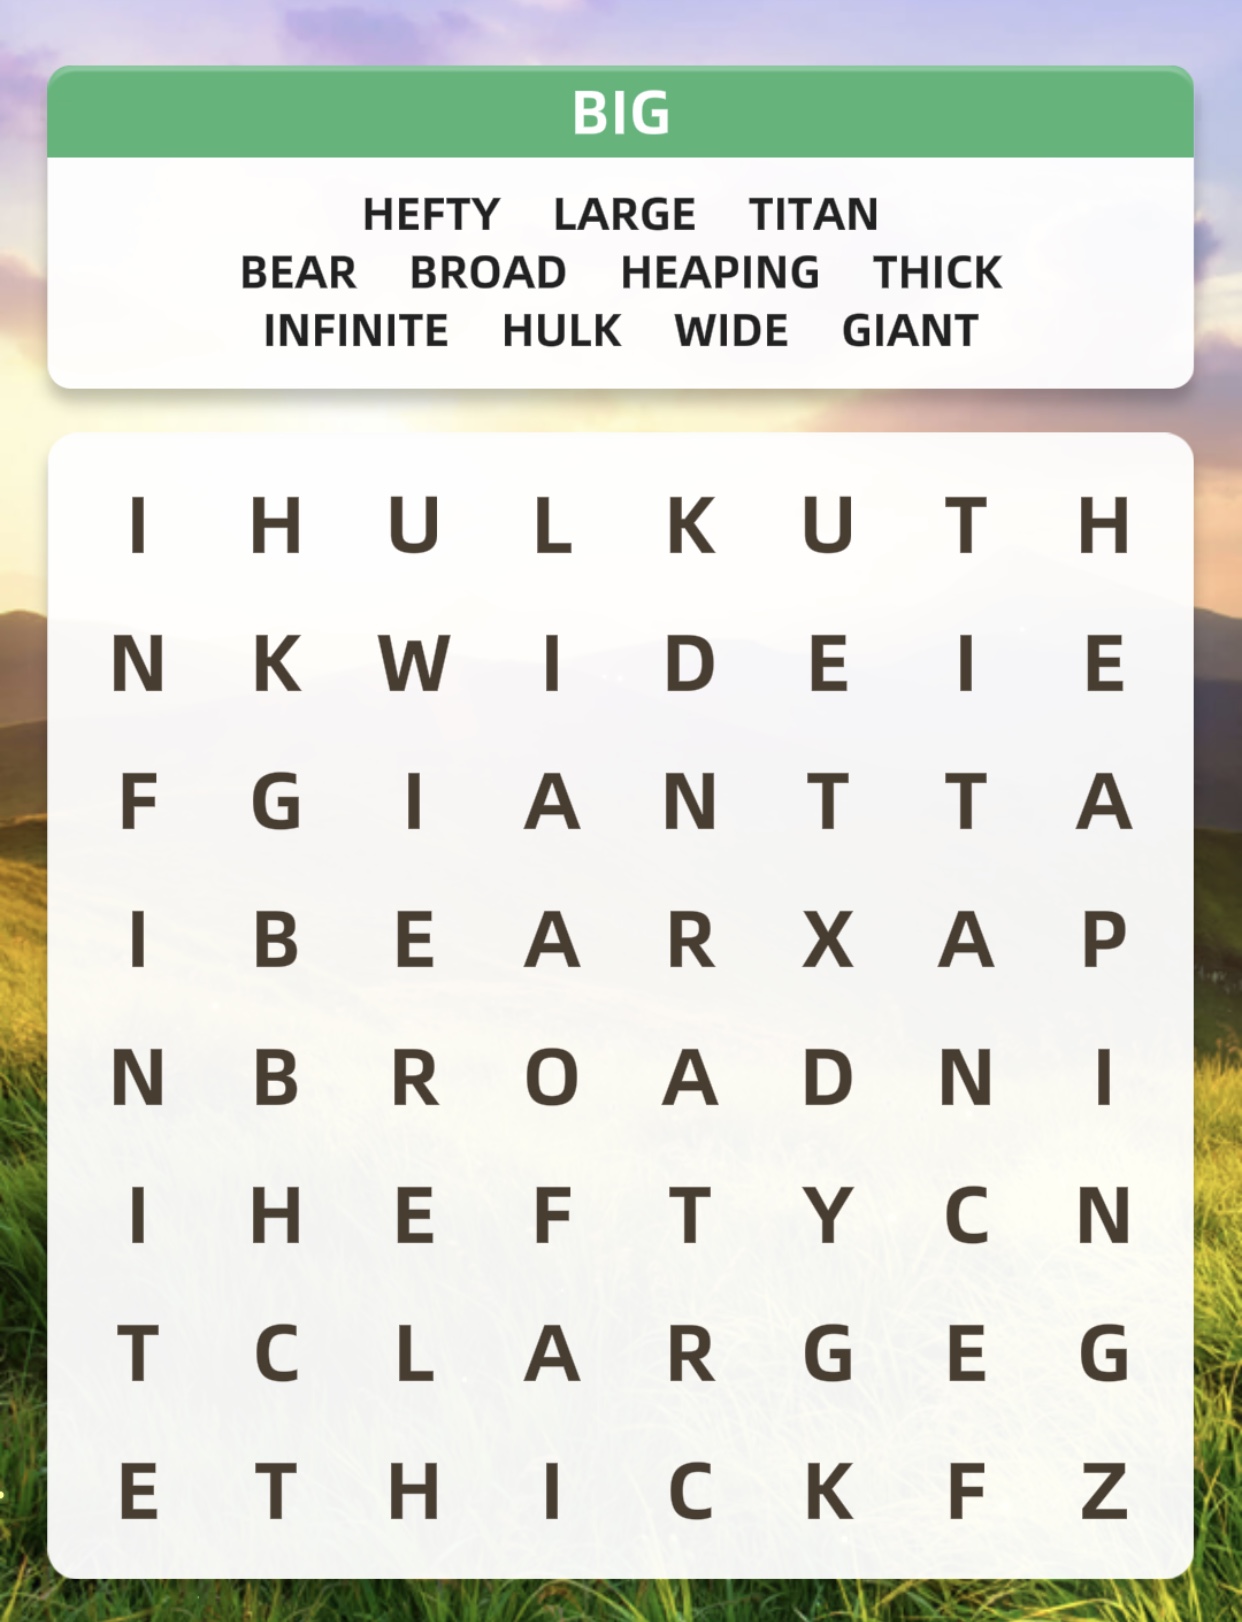 BIG
HEFTY LARGE TITAN
BEAR BROAD HEAPING THICK
INFINITE HULK WIDE GIANT
I H U L K U T H
N K W I D E I E
F G I A N T T A
I B E A R X A P
N B R O A D N I
I H E F T Y C N
T C L A R G E G
E T H I C K F Z